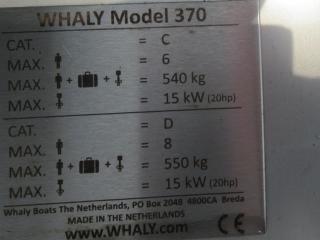 WHALY Model 370
CAT. = C
MAX. = 6
MAX. + + = 540 kg
MAX. = 15 kW (20hp)
CAT. = D
MAX. = 8
MAX. + + = 550 kg
MAX. = 15 kW (20hp)
Whaly Boats The Netherlands, PO Box 2048 4800CA Breda
MADE IN THE NETHERLANDS
WWW.WHALY.com CE